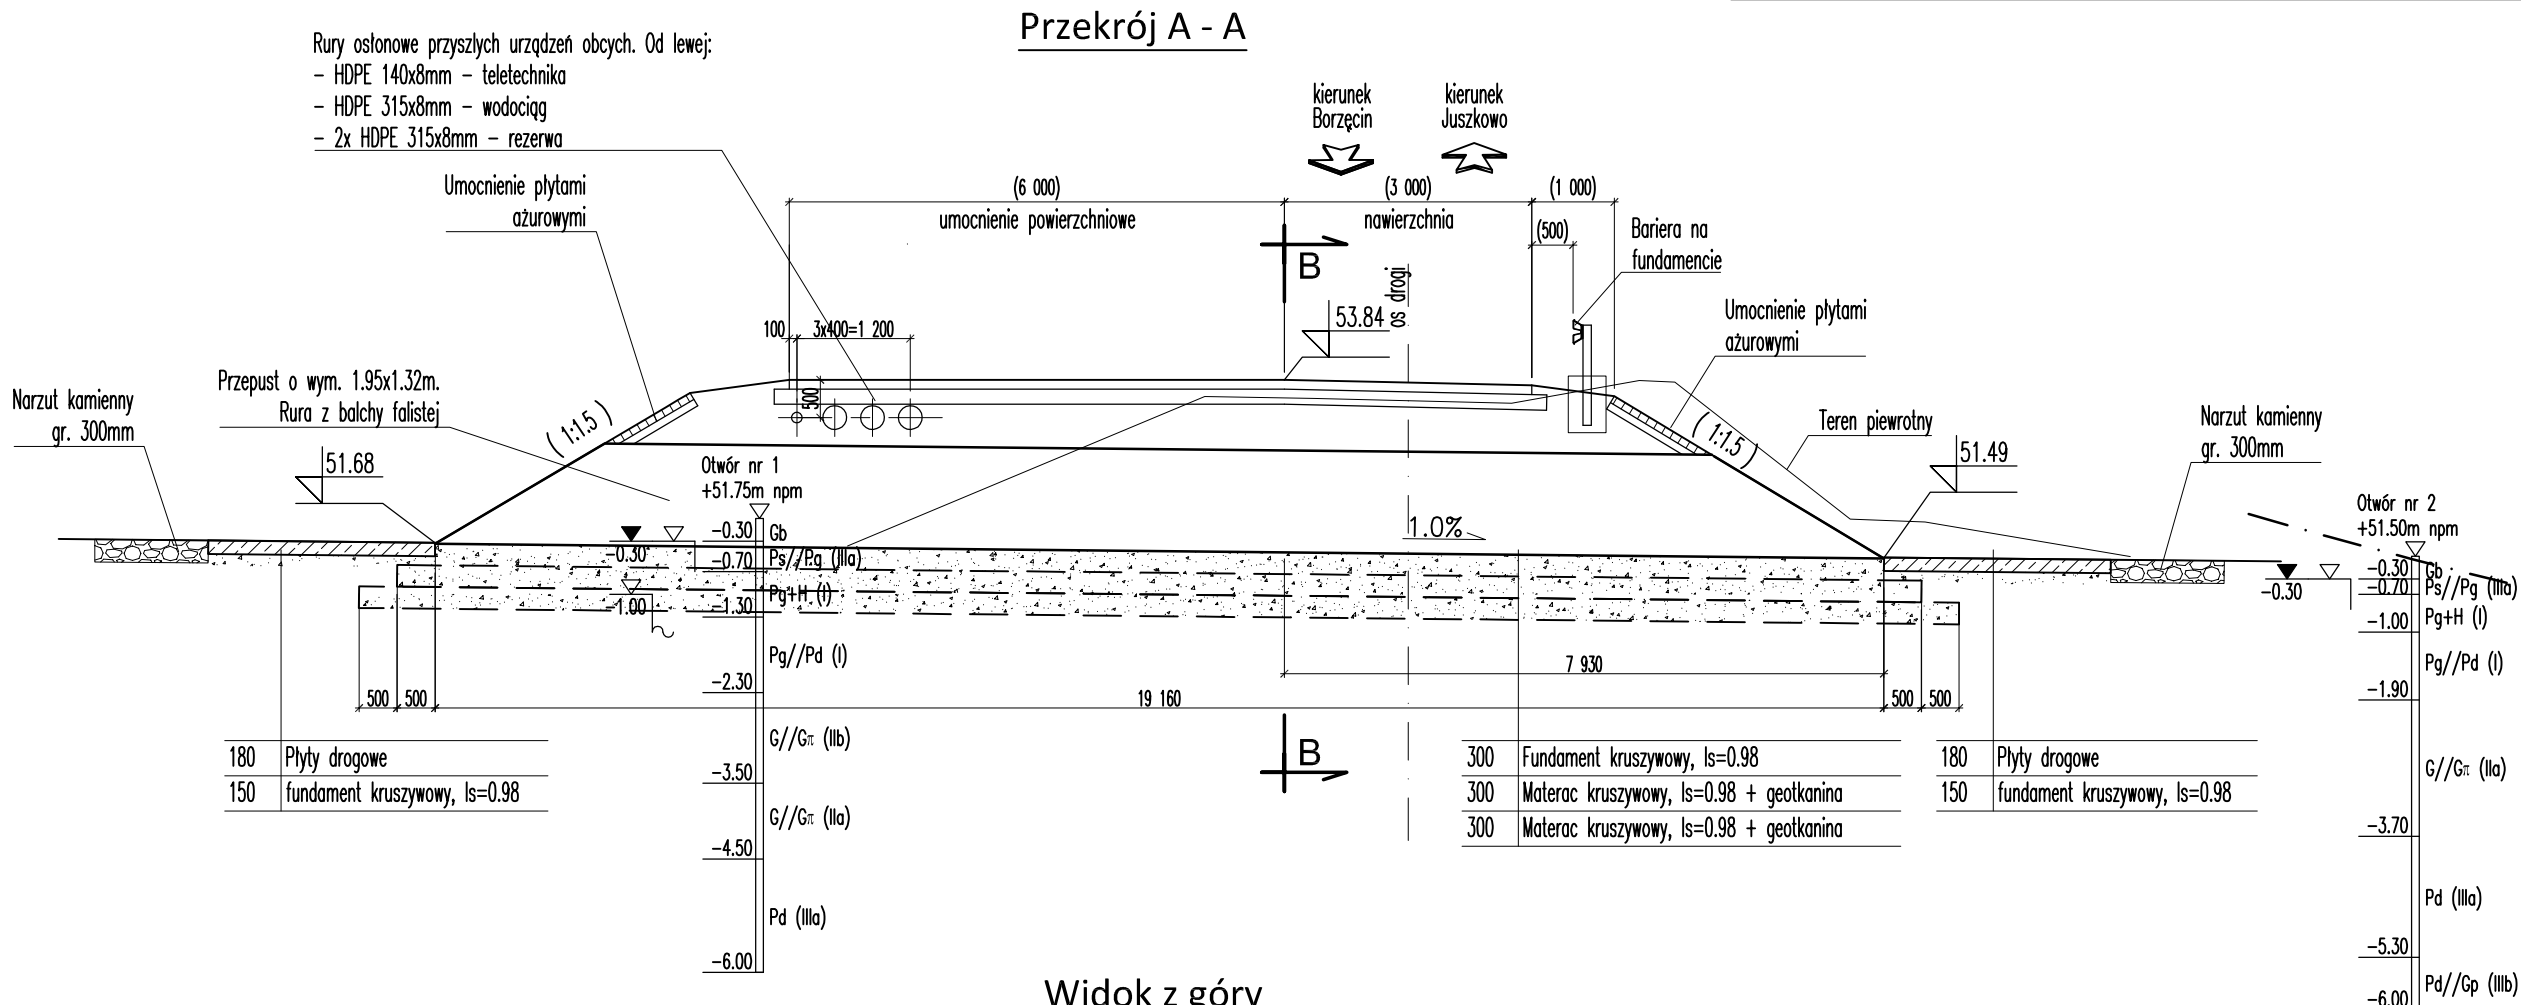 Przekrój A - A
Rury osłonowe przyszlych urządzeń obcych. Od lewej:
- HDPE 140x8mm - teletechnika
- HDPE 315x8mm - wodociąg
- 2x HDPE 315x8mm - rezerwa
kierunek
Borzęcin
kierunek
Juszkowo
Umocnienie płytami
ażurowymi
(6 000)
umocnienie powierzchniowe
(3 000)
nawierzchnia
(1 000)
(500)
Bariera na
fundamencie
B
os drogi
53.84
Umocnienie płytami
ażurowymi
100
3x400=1 200
500
Przepust o wym. 1.95x1.32m.
Rura z balchy falistej
Narzut kamienny
gr. 300mm
( 1:1.5 )
( 1:1.5 )
Teren piewrotny
Narzut kamienny
gr. 300mm
51.68
51.49
Otwór nr 1
+51.75m npm
Otwór nr 2
+51.50m npm
1.0%
-0.30
-1.00
-0.30
-0.30 Gb
-0.70 Ps//Pg (IIIa)
-1.30 Pg+H (I)
Pg//Pd (I)
-2.30
G//Gπ (IIb)
-3.50
G//Gπ (IIa)
-4.50
Pd (IIIa)
-6.00
-0.30 Gb
-0.70 Ps//Pg (IIIa)
Pg+H (I)
-1.00
Pg//Pd (I)
-1.90
G//Gπ (IIa)
-3.70
Pd (IIIa)
-5.30
Pd//Gp (IIIb)
-6.00
7 930
500 500 19 160 500 500
B
180 Płyty drogowe
150 fundament kruszywowy, Is=0.98
300 Fundament kruszywowy, Is=0.98
300 Materac kruszywowy, Is=0.98 + geotkanina
300 Materac kruszywowy, Is=0.98 + geotkanina
180 Płyty drogowe
150 fundament kruszywowy, Is=0.98
Widok z góry